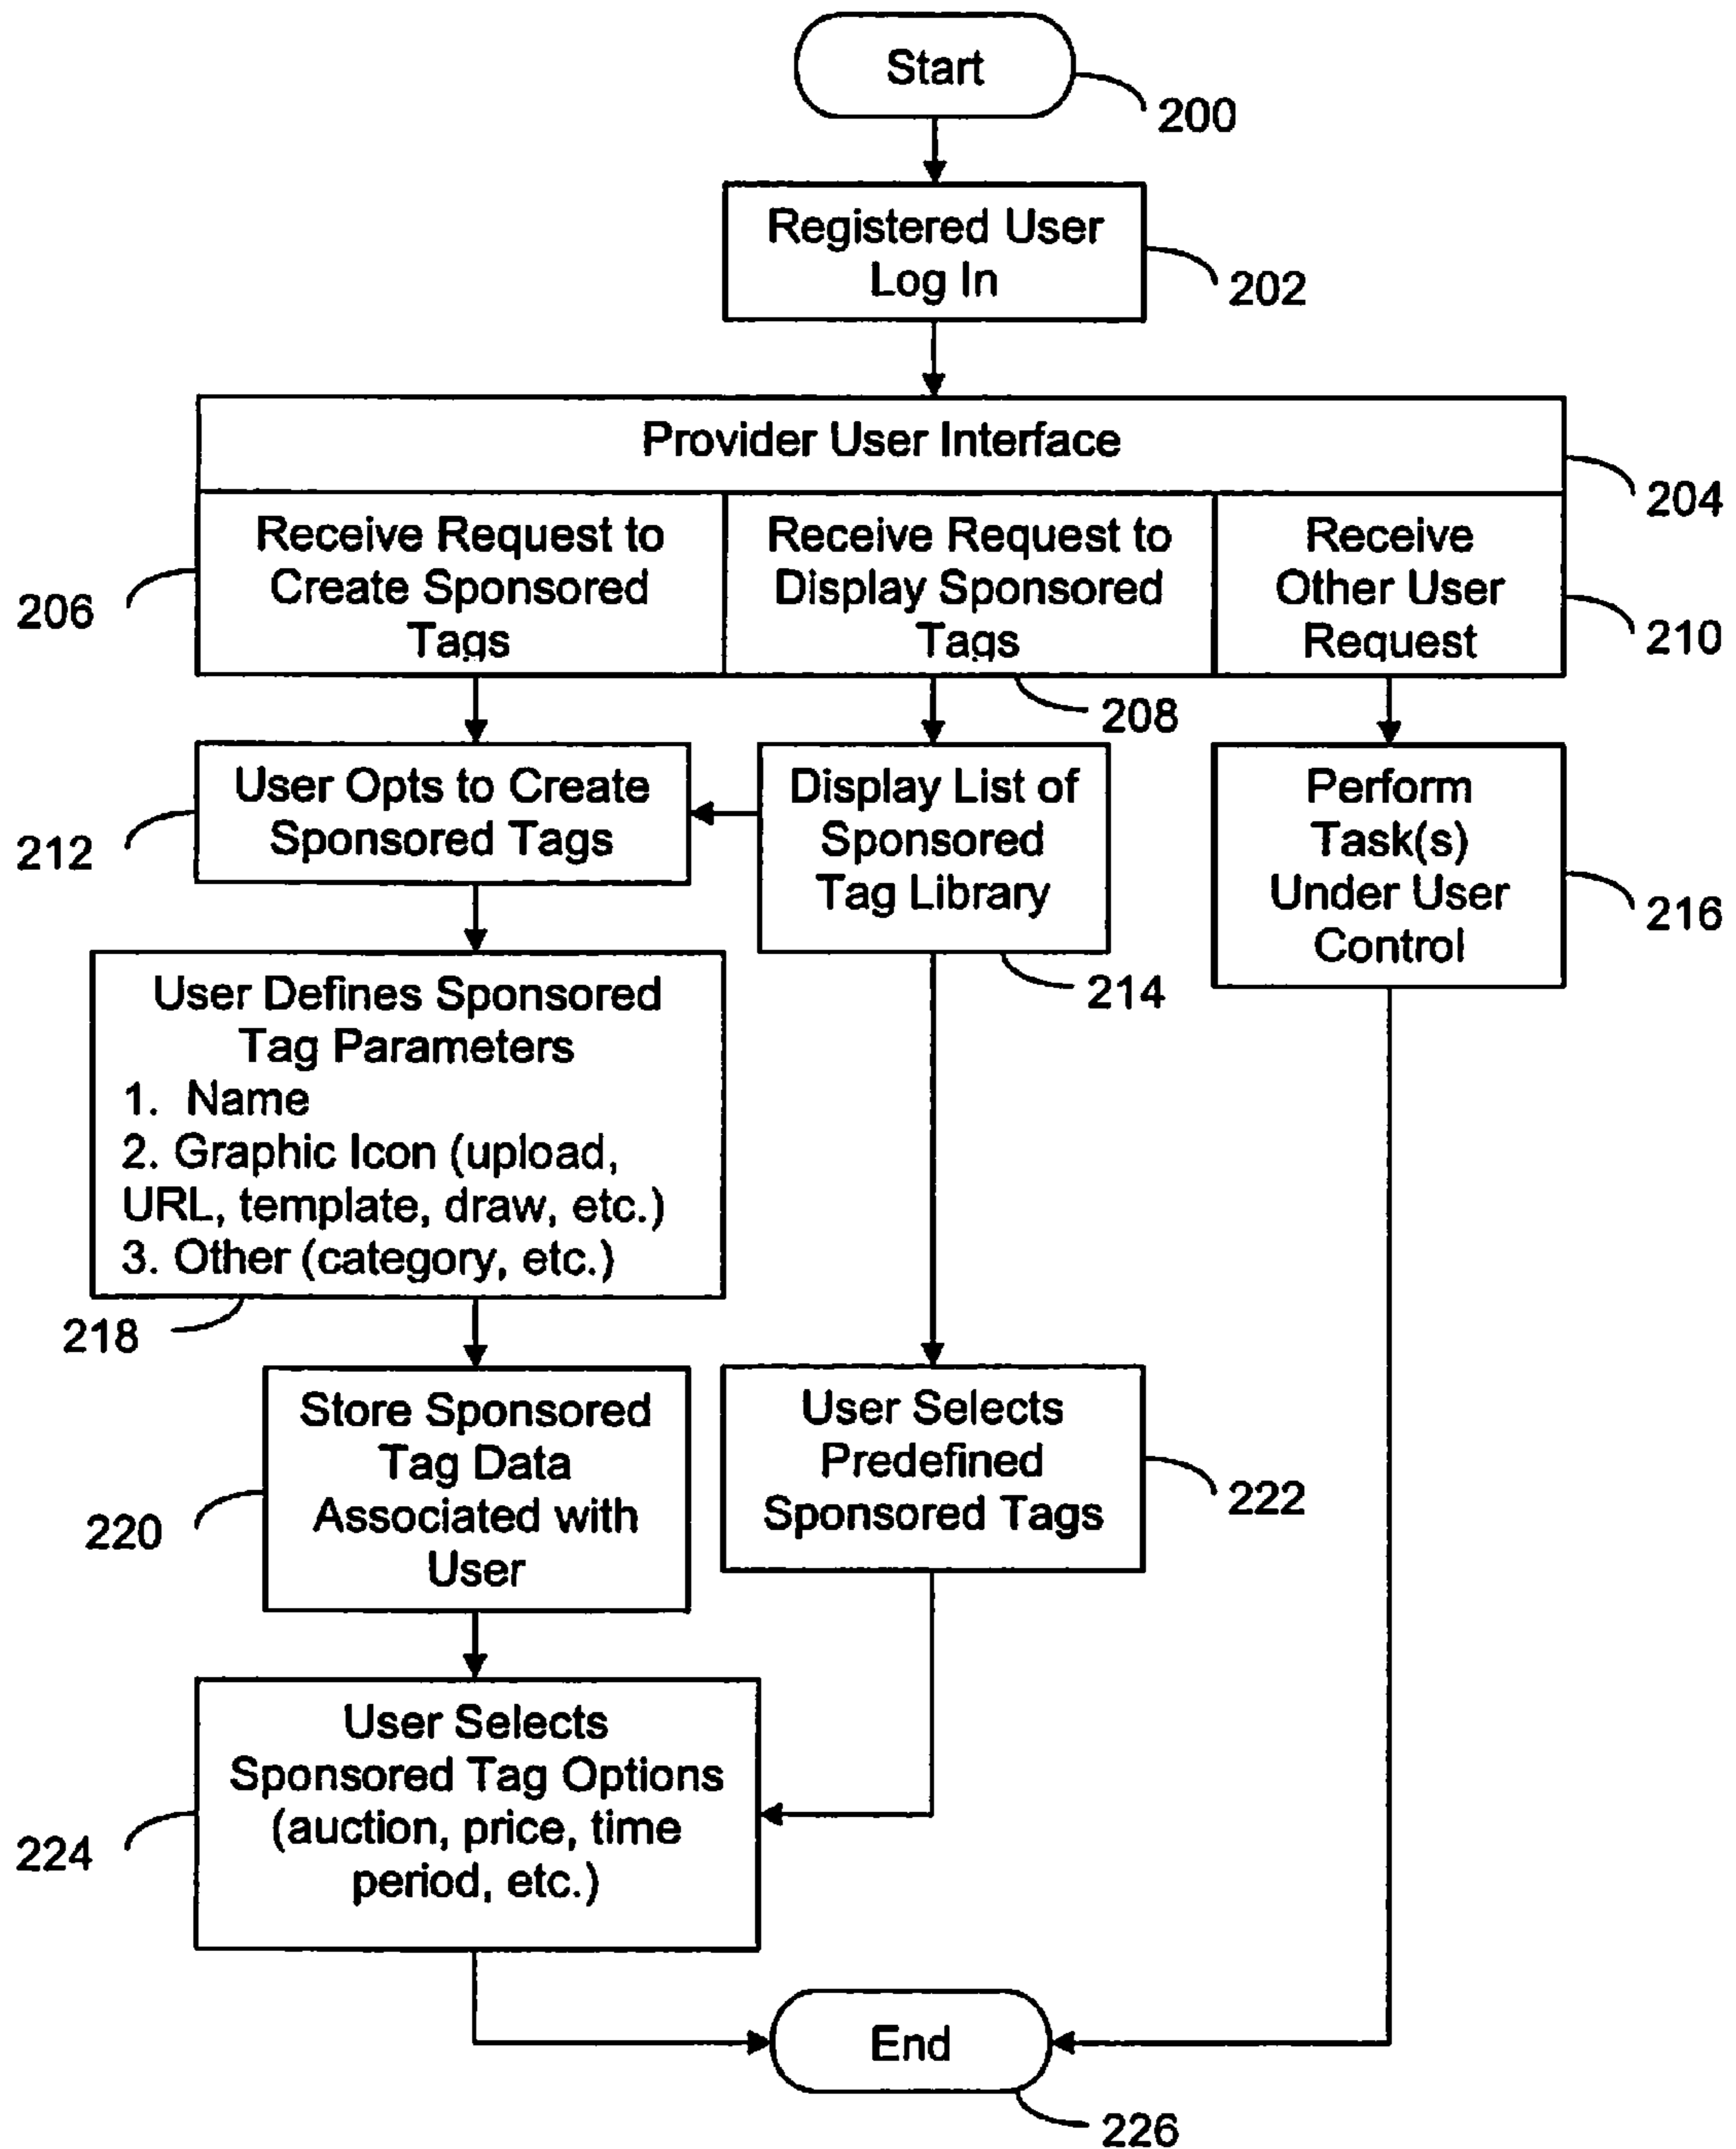 Start
200
Registered User
Log In
202
Provider User Interface
204
Receive Request to
Create Sponsored
Tags
206
Receive Request to
Display Sponsored
Tags
208
Receive
Other User
Request
210
User Opts to Create
Sponsored Tags
212
Display List of
Sponsored
Tag Library
214
Perform
Task(s)
Under User
Control
216
User Defines Sponsored
Tag Parameters
1. Name
2. Graphic Icon (upload,
URL, template, draw, etc.)
3. Other (category, etc.)
218
Store Sponsored
Tag Data
Associated with
User
220
User Selects
Predefined
Sponsored Tags
222
User Selects
Sponsored Tag Options
(auction, price, time
period, etc.)
224
End
226